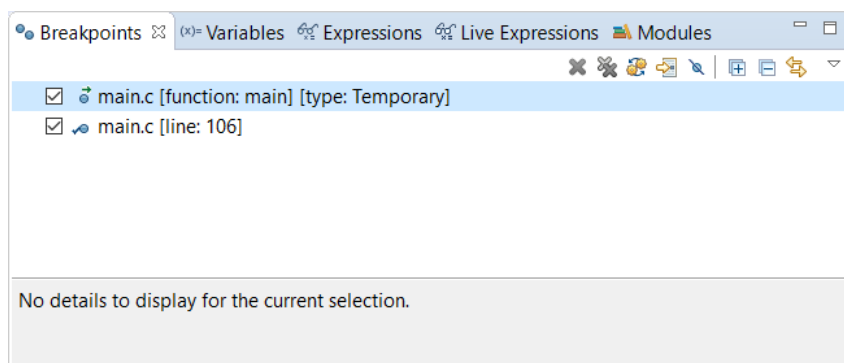 Breakpoints (x)= Variables Expressions Live Expressions Modules
main.c [function: main] [type: Temporary]
main.c [line: 106]
No details to display for the current selection.